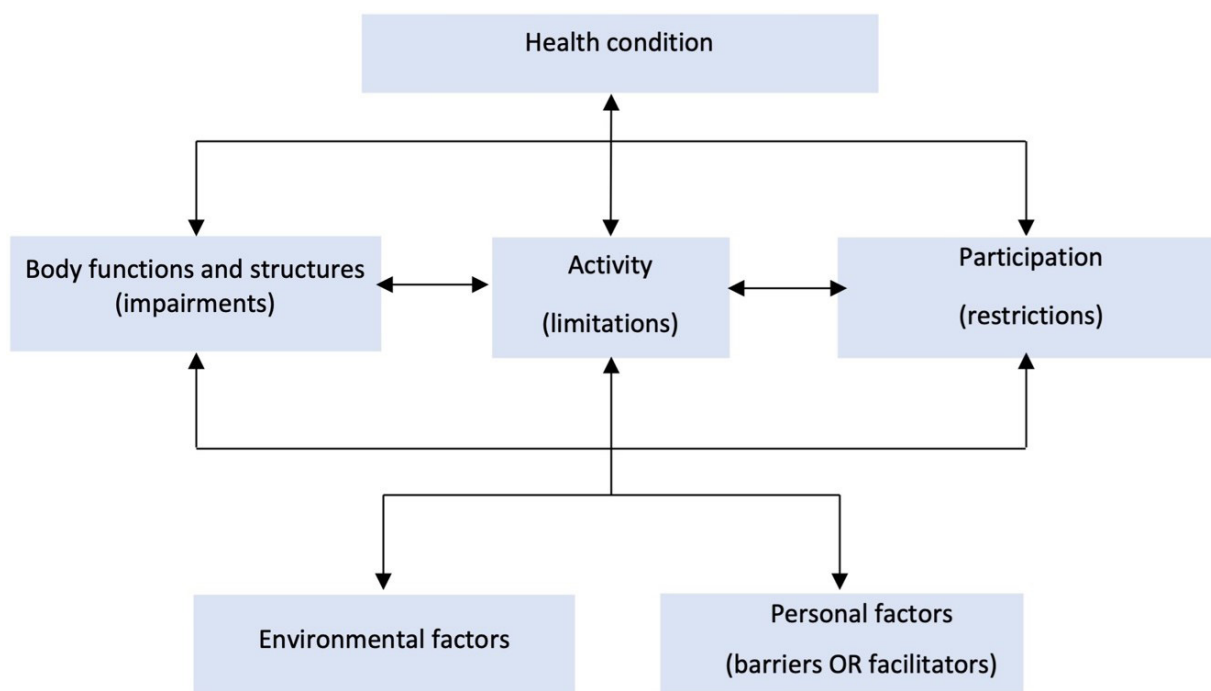 Health condition
Body functions and structures
(impairments)
Activity
(limitations)
Participation
(restrictions)
Environmental factors
Personal factors
(barriers OR facilitators)